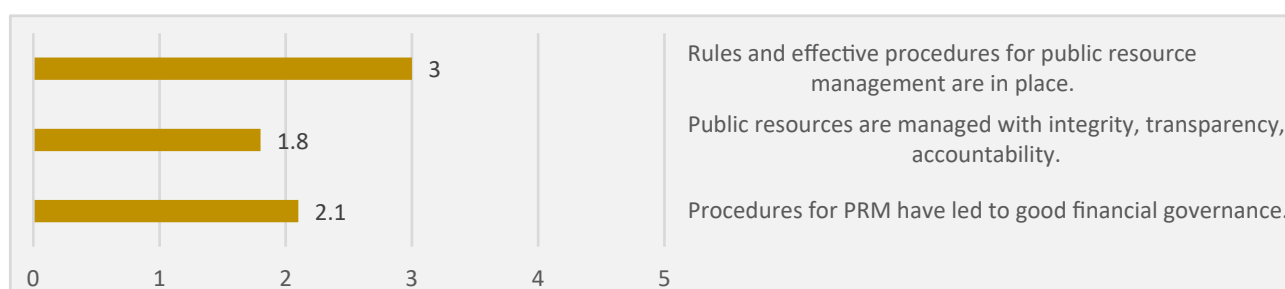 3
Rules and effective procedures for public resource
management are in place.
1.8
Public resources are managed with integrity, transparency,
accountability.
2.1
Procedures for PRM have led to good financial governance.
0 1 2 3 4 5